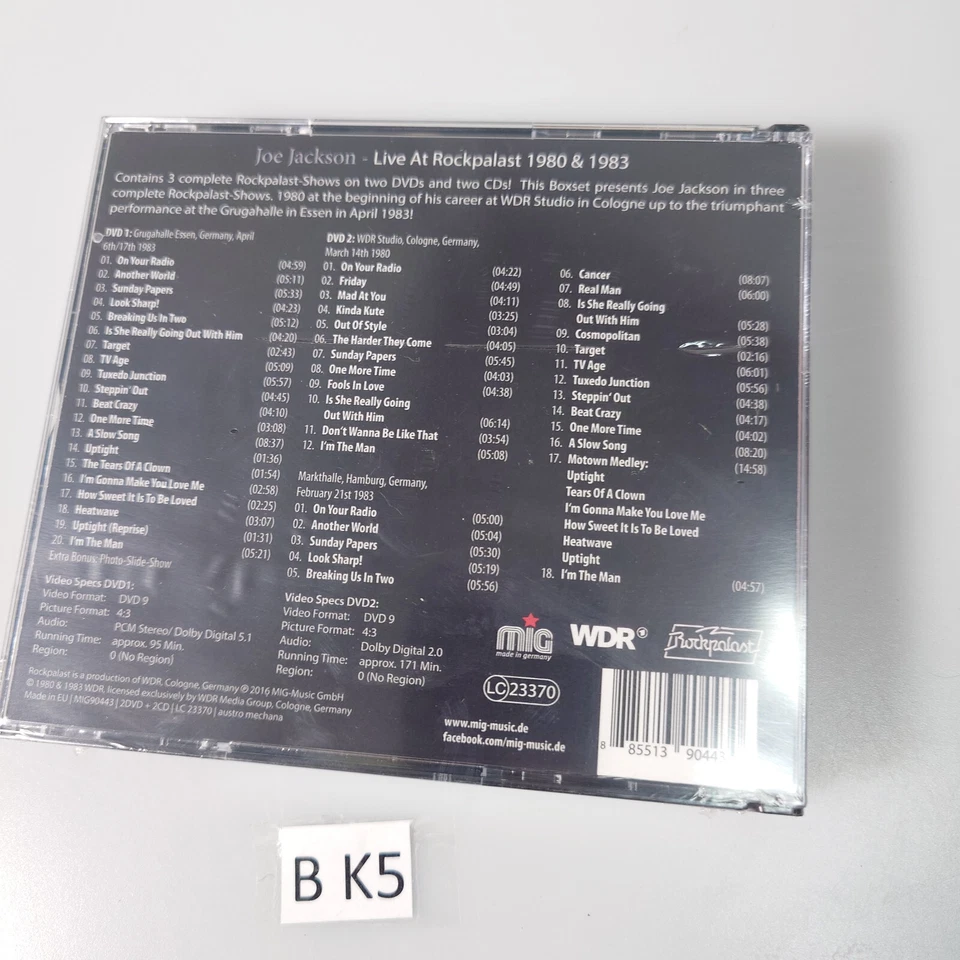 Joe Jackson - Live At Rockpalast 1980 & 1983
Contains 3 complete Rockpalast-Shows on two DVDs and two CDs! This Boxset presents Joe Jackson in three
complete Rockpalast-Shows. 1980 at the beginning of his career at WDR Studio in Cologne up to the triumphant
performance at the Grugahalle in Essen in April 1983!
DVD 1: Grugahalle Essen, Germany, April
6th/17th 1983
01. On Your Radio (04:59)
02. Another World (05:11)
03. Sunday Papers (05:33)
04. Look Sharp! (04:23)
05. Breaking Us In Two (05:12)
06. Is She Really Going Out With Him (04:20)
07. Target (02:43)
08. TV Age (05:09)
09. Tuxedo Junction (05:57)
10. Steppin' Out (04:45)
11. Beat Crazy (04:10)
12. One More Time (03:08)
13. A Slow Song (08:37)
14. Uptight (01:36)
15. The Tears Of A Clown (01:54)
16. I'm Gonna Make You Love Me (02:58)
17. How Sweet It Is To Be Loved (02:25)
18. Heatwave (03:07)
19. Uptight (Reprise) (01:31)
20. I'm The Man (05:21)
Extra Bonus: Photo-Slide-Show
Video Specs DVD1:
Video Format: DVD 9
Picture Format: 4:3
Audio: PCM Stereo/ Dolby Digital 5.1
Running Time: approx. 95 Min.
Region: 0 (No Region)
DVD 2: WDR Studio, Cologne, Germany,
March 14th 1980
01. On Your Radio (04:22)
02. Friday (04:49)
03. Mad At You (04:11)
04. Kinda Kute (03:25)
05. Out Of Style (03:04)
06. The Harder They Come (04:05)
07. Sunday Papers (05:45)
08. One More Time (04:03)
09. Fools In Love (04:38)
10. Is She Really Going
Out With Him (06:14)
11. Don't Wanna Be Like That (03:54)
12. I'm The Man (05:08)
Markthalle, Hamburg, Germany,
February 21st 1983
01. On Your Radio (05:00)
02. Another World (05:04)
03. Sunday Papers (05:30)
04. Look Sharp! (05:19)
05. Breaking Us In Two (05:56)
06. Cancer (08:07)
07. Real Man (06:00)
08. Is She Really Going
Out With Him (05:28)
09. Cosmopolitan (05:38)
10. Target (02:16)
11. TV Age (06:01)
12. Tuxedo Junction (05:56)
13. Steppin' Out (04:38)
14. Beat Crazy (04:17)
15. One More Time (04:02)
16. A Slow Song (08:20)
17. Motown Medley: (14:58)
Uptight
Tears Of A Clown
I'm Gonna Make You Love Me
How Sweet It Is To Be Loved
Heatwave
Uptight
18. I'm The Man (04:57)
Video Specs DVD2:
Video Format: DVD 9
Picture Format: 4:3
Audio: Dolby Digital 2.0
Running Time: approx. 171 Min.
Region: 0 (No Region)
Rockpalast is a production of WDR. Cologne, Germany ℗ 2016 MIG-Music GmbH
© 1980 & 1983 WDR. licensed exclusively by WDR Media Group, Cologne, Germany
Made in EU | MIG90443 | 2DVD + 2CD | LC 23370 | austro mechana
MIG
made in germany
WDR
Rockpalast
LC 23370
www.mig-music.de
facebook.com/mig-music.de
8 85513 90443
B K5